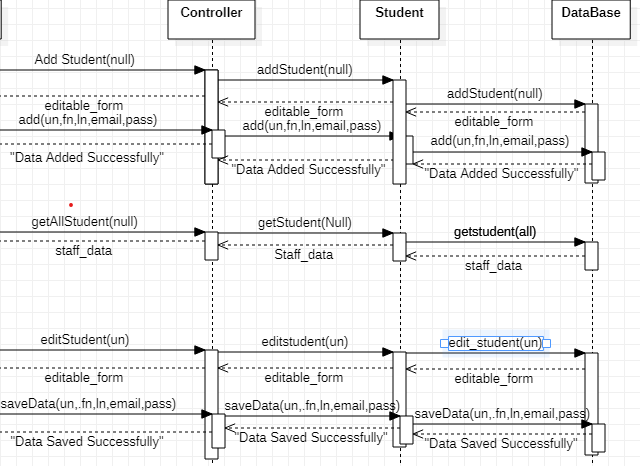 Controller
Student
DataBase
Add Student(null)
addStudent(null)
addStudent(null)
editable_form
editable_form
editable_form
add(un,fn,ln,email,pass)
add(un,fn,ln,email,pass)
add(un,fn,ln,email,pass)
"Data Added Successfully"
"Data Added Successfully"
"Data Added Successfully"
getAllStudent(null)
getStudent(Null)
getstudent(all)
staff_data
Staff_data
staff_data
editStudent(un)
editstudent(un)
edit_student(un)
editable_form
editable_form
editable_form
saveData(un,.fn,ln,email,pass)
saveData(un,.fn,ln,email,pass)
saveData(un,.fn,ln,email,pass)
"Data Saved Successfully"
"Data Saved Successfully"
"Data Saved Successfully"